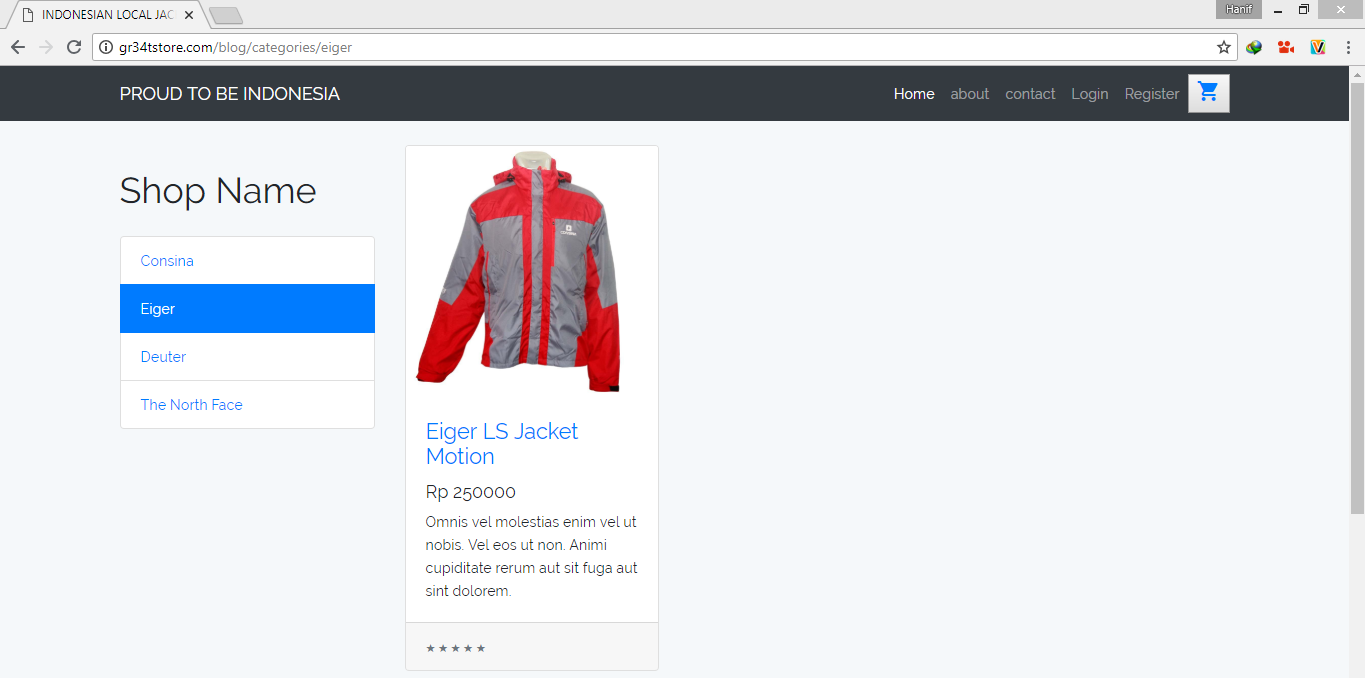 INDONESIAN LOCAL JAC
Hanif
gr34tstore.com/blog/categories/eiger
PROUD TO BE INDONESIA
Home about contact Login Register
Shop Name
Consina
Eiger
Deuter
The North Face
Eiger LS Jacket
Motion
Rp 250000
Omnis vel molestias enim vel ut
nobis. Vel eos ut non. Animi
cupiditate rerum aut sit fuga aut
sint dolorem.
★ ★ ★ ★ ★